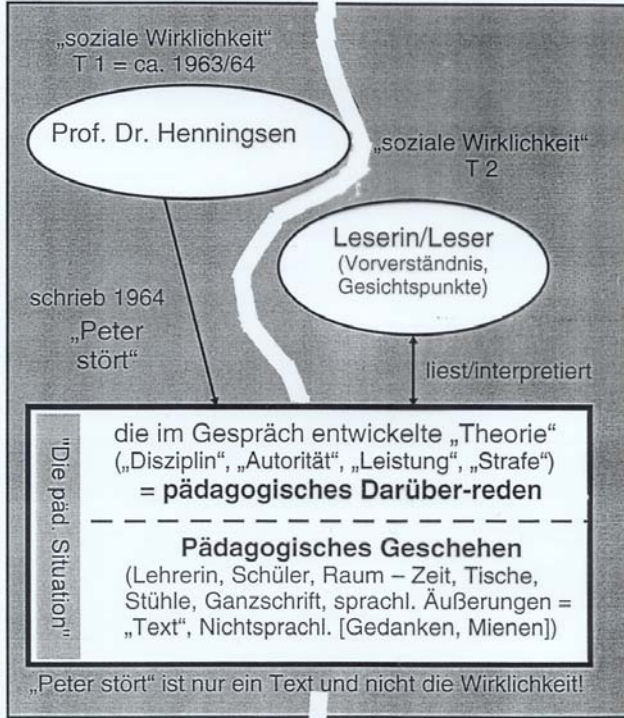 „soziale Wirklichkeit“
T 1 = ca. 1963/64
Prof. Dr. Henningsen
„soziale Wirklichkeit“
T 2
Leserin/Leser
(Vorverständnis,
Gesichtspunkte)
schrieb 1964
„Peter
stört“
liest/interpretiert
"Die päd. Situation"
die im Gespräch entwickelte „Theorie“
(„Disziplin“, „Autorität“, „Leistung“, „Strafe“)
= pädagogisches Darüber-reden
Pädagogisches Geschehen
(Lehrerin, Schüler, Raum – Zeit, Tische,
Stühle, Ganzschrift, sprachl. Äußerungen =
„Text“, Nichtsprachl. [Gedanken, Mienen])
„Peter stört“ ist nur ein Text und nicht die Wirklichkeit!